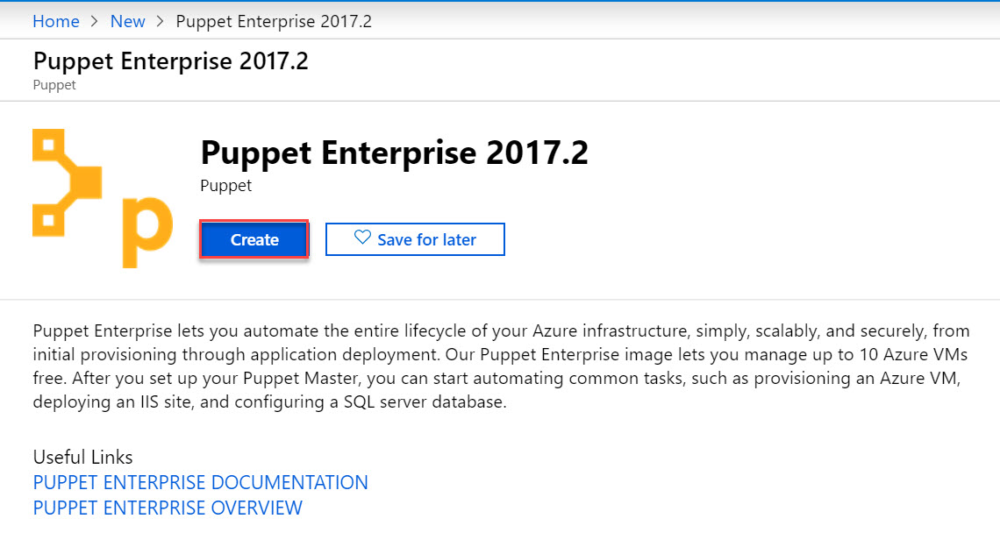 Home > New > Puppet Enterprise 2017.2
Puppet Enterprise 2017.2
Puppet
p
Puppet Enterprise 2017.2
Puppet
Create
Save for later
Puppet Enterprise lets you automate the entire lifecycle of your Azure infrastructure, simply, scalably, and securely, from
initial provisioning through application deployment. Our Puppet Enterprise image lets you manage up to 10 Azure VMs
free. After you set up your Puppet Master, you can start automating common tasks, such as provisioning an Azure VM,
deploying an IIS site, and configuring a SQL server database.
Useful Links
PUPPET ENTERPRISE DOCUMENTATION
PUPPET ENTERPRISE OVERVIEW